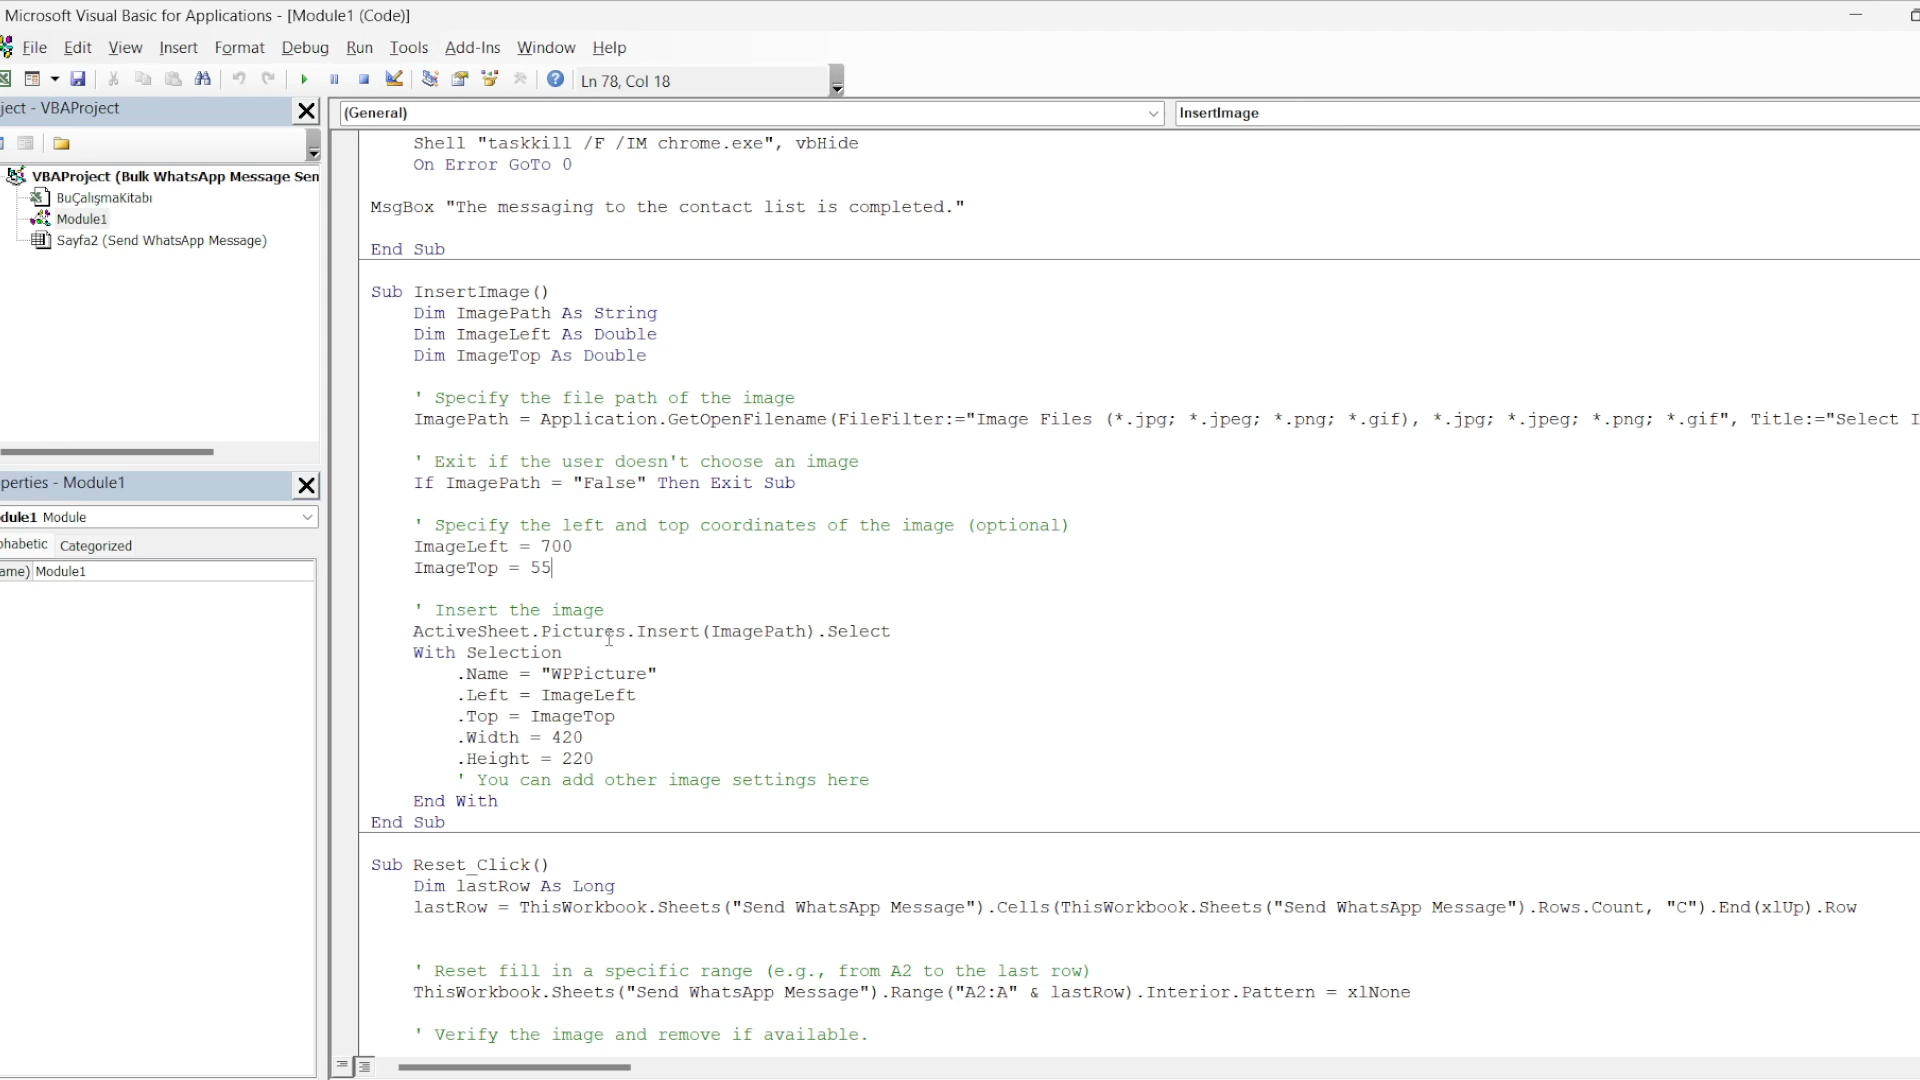 Microsoft Visual Basic for Applications - [Module1 (Code)]
File Edit View Insert Format Debug Run Tools Add-Ins Window Help
Ln 78, Col 18
ject - VBAProject
(General)
InsertImage
VBAProject (Bulk WhatsApp Message Sen
BuÇalışmaKitabı
Module1
Sayfa2 (Send WhatsApp Message)
perties - Module1
dule1 Module
phabetic Categorized
ame) Module1
Shell "taskkill /F /IM chrome.exe", vbHide
On Error GoTo 0
MsgBox "The messaging to the contact list is completed."
End Sub
Sub InsertImage()
Dim ImagePath As String
Dim ImageLeft As Double
Dim ImageTop As Double
' Specify the file path of the image
ImagePath = Application.GetOpenFilename(FileFilter:="Image Files (*.jpg; *.jpeg; *.png; *.gif), *.jpg; *.jpeg; *.png; *.gif", Title:="Select I
' Exit if the user doesn't choose an image
If ImagePath = "False" Then Exit Sub
' Specify the left and top coordinates of the image (optional)
ImageLeft = 700
ImageTop = 55
' Insert the image
ActiveSheet.Pictures.Insert(ImagePath).Select
With Selection
.Name = "WPPicture"
.Left = ImageLeft
.Top = ImageTop
.Width = 420
.Height = 220
' You can add other image settings here
End With
End Sub
Sub Reset_Click()
Dim lastRow As Long
lastRow = ThisWorkbook.Sheets("Send WhatsApp Message").Cells(ThisWorkbook.Sheets("Send WhatsApp Message").Rows.Count, "C").End(xlUp).Row
' Reset fill in a specific range (e.g., from A2 to the last row)
ThisWorkbook.Sheets("Send WhatsApp Message").Range("A2:A" & lastRow).Interior.Pattern = xlNone
' Verify the image and remove if available.